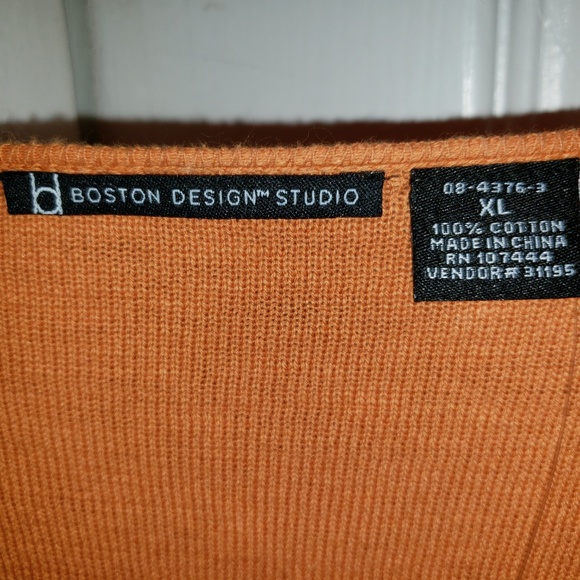 b BOSTON DESIGN™ STUDIO
08-4376-3
XL
100% COTTON
MADE IN CHINA
RN 107444
VENDOR# 31195